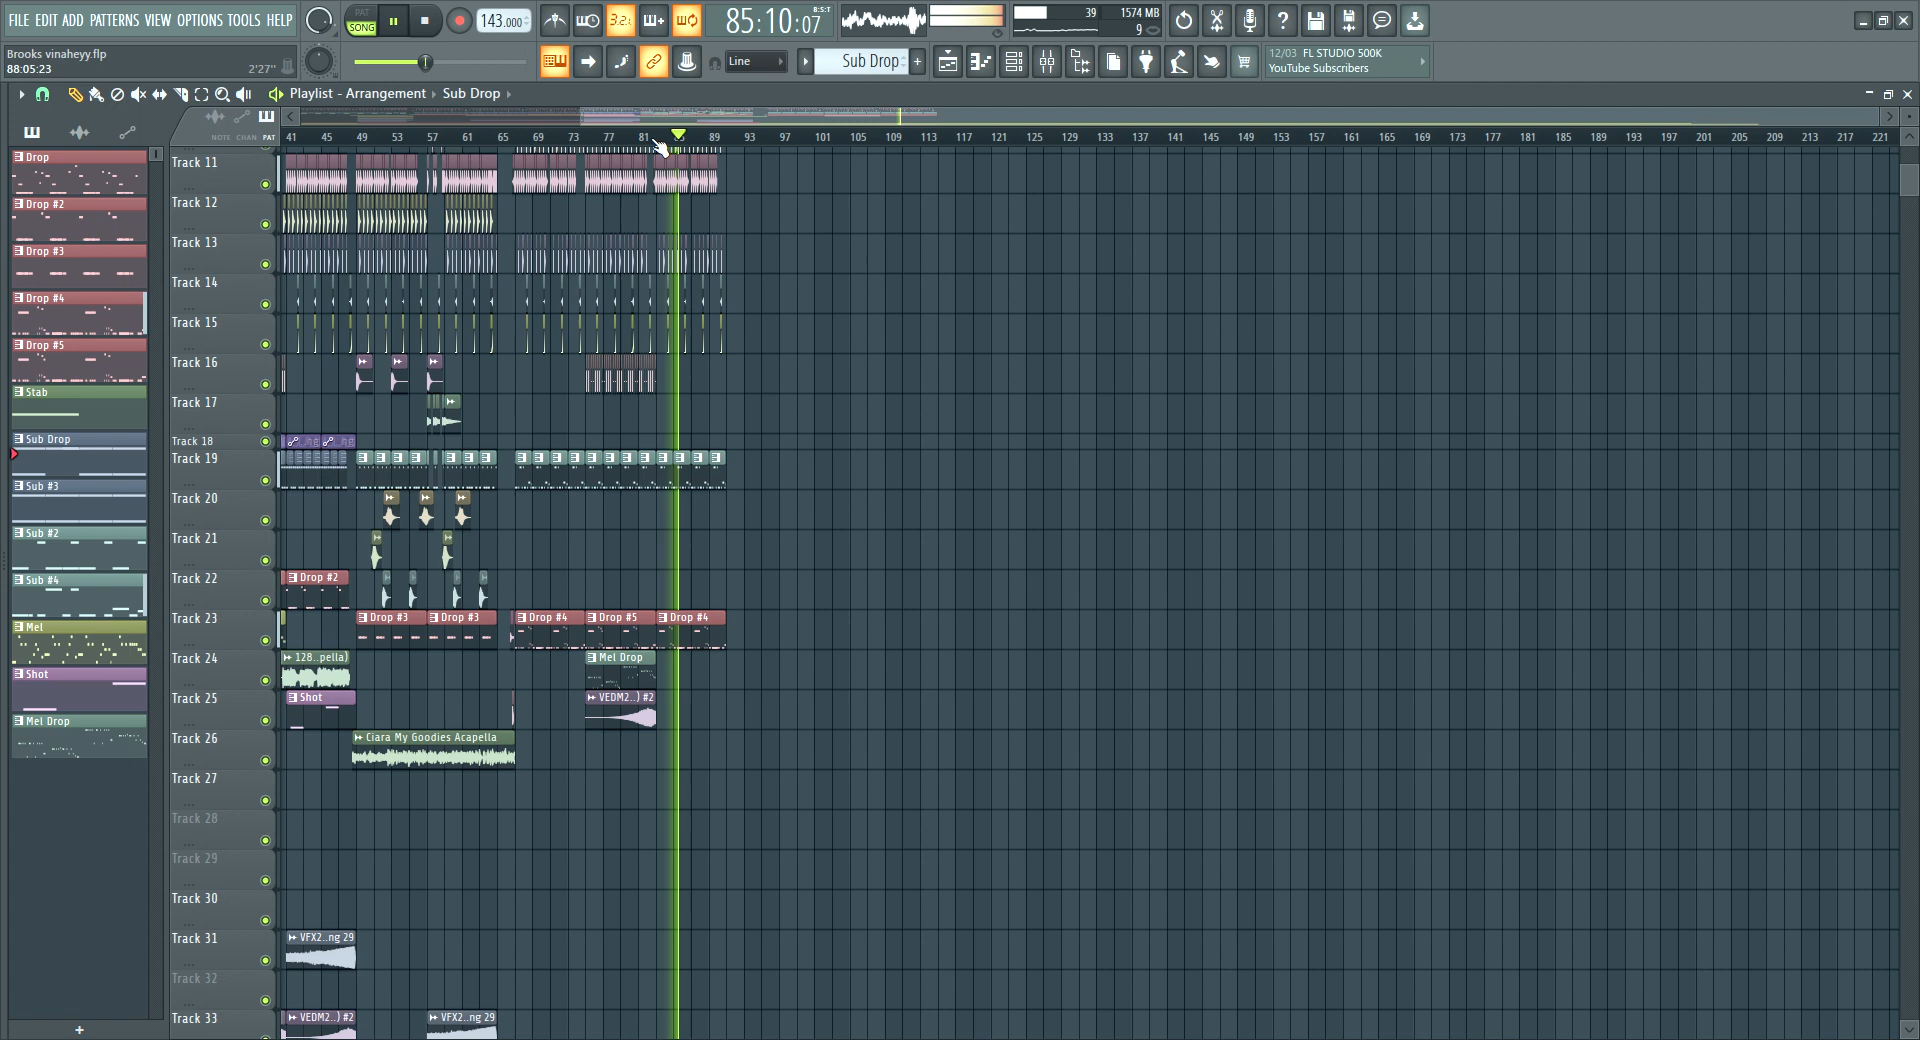 FILE EDIT ADD PATTERNS VIEW OPTIONS TOOLS HELP
PAT
SONG
143.000
3.2.
85:10:07
B:S:T
39
1574 MB
9
Brooks vinaheyy.flp
88:05:23
2'27"
Line
Sub Drop
12/03 FL STUDIO 500K
YouTube Subscribers
Playlist - Arrangement › Sub Drop ›
NOTE CHAN PAT
41 45 49 53 57 61 65 69 73 77 81 89 93 97 101 105 109 113 117 121 125 129 133 137 141 145 149 153 157 161 165 169 173 177 181 185 189 193 197 201 205 209 213 217 221
Drop
Drop #2
Drop #3
Drop #4
Drop #5
Stab
Sub Drop
Sub #3
Sub #2
Sub #4
Mel
Shot
Mel Drop
+
Track 11
Track 12
Track 13
Track 14
Track 15
Track 16
Track 17
Track 18
Track 19
Track 20
Track 21
Track 22
Drop #2
Track 23
Drop #3
Drop #3
Drop #4
Drop #5
Drop #4
Track 24
128..pella)
Mel Drop
Track 25
Shot
VEDM2..) #2
Track 26
Ciara My Goodies Acapella
Track 27
Track 28
Track 29
Track 30
Track 31
VFX2..ng 29
Track 32
Track 33
VEDM2..) #2
VFX2..ng 29